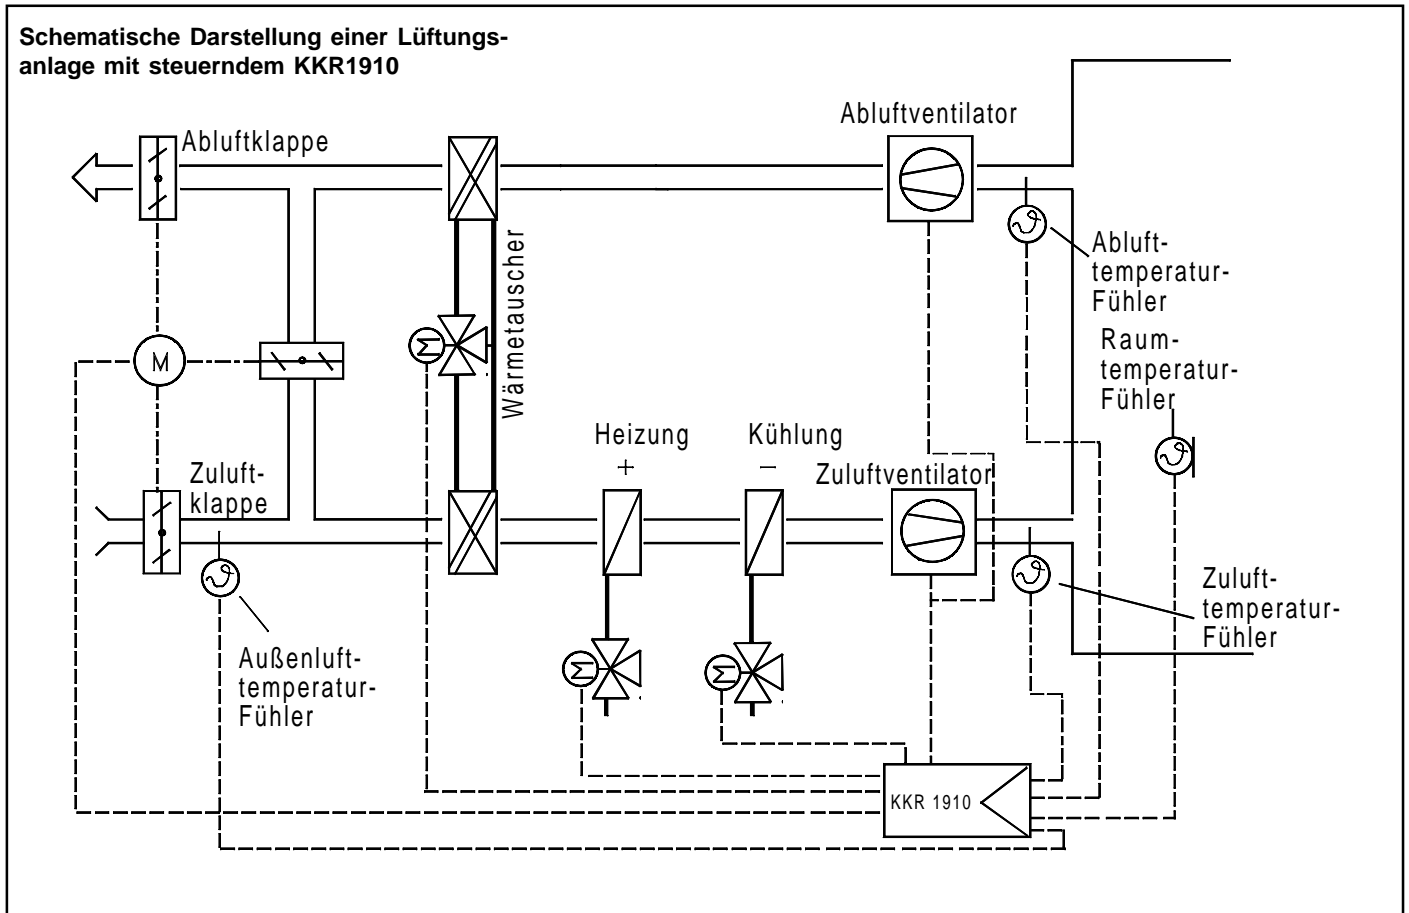 Schematische Darstellung einer Lüftungs-
anlage mit steuerndem KKR1910
Abluftventilator
Abluftklappe
Abluft-
temperatur-
Fühler
Wärmetauscher
Raum-
temperatur-
Fühler
M
M
Heizung
+
Kühlung
–
Zuluftventilator
Zuluft-
klappe
Zuluft-
temperatur-
Fühler
Außenluft-
temperatur-
Fühler
M
M
KKR 1910